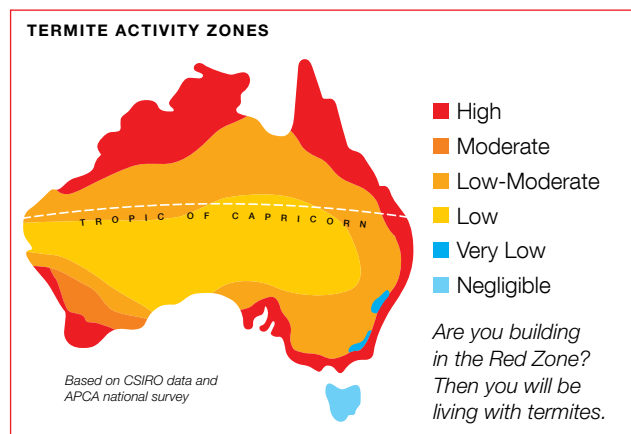 TERMITE ACTIVITY ZONES
High
Moderate
Low-Moderate
Low
Very Low
Negligible
TROPIC OF CAPRICORN
Are you building
in the Red Zone?
Then you will be
living with termites.
Based on CSIRO data and
APCA national survey